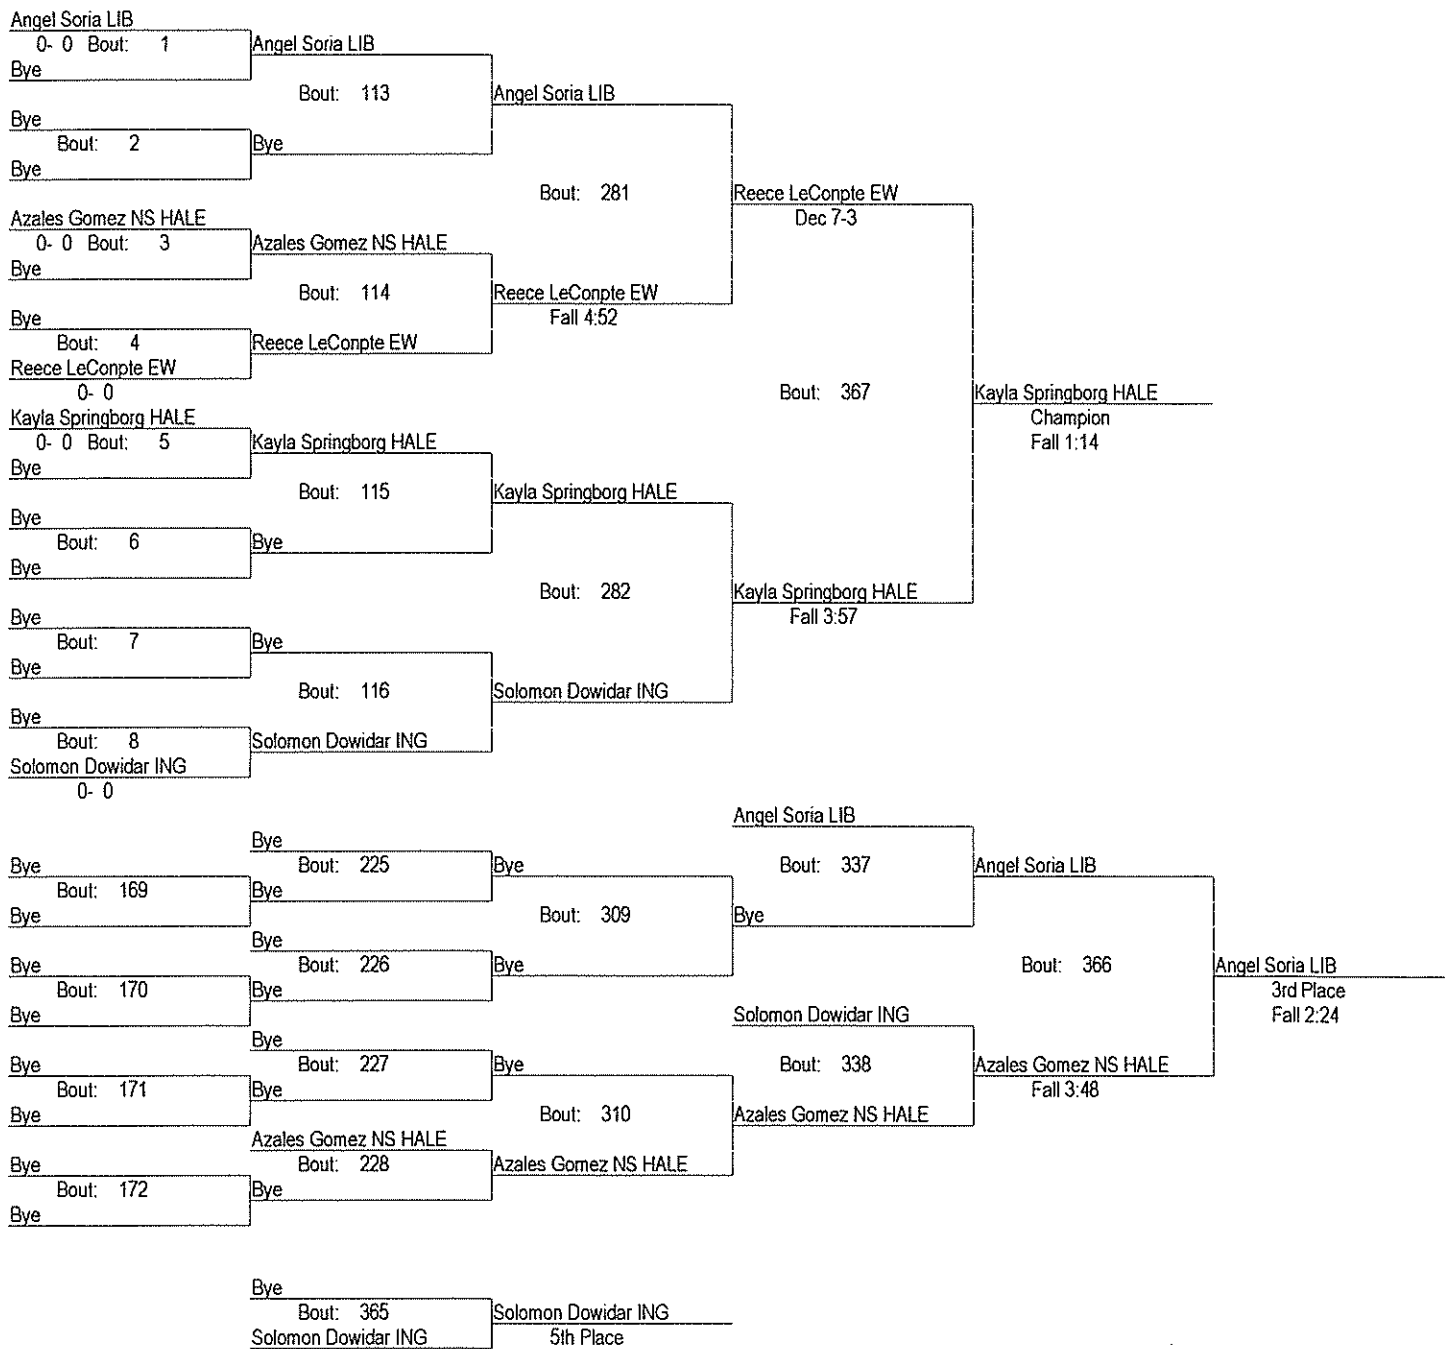 Angel Soria LIB
0- 0 Bout: 1
Bye
Angel Soria LIB
Bout: 113
Angel Soria LIB
Bye
Bout: 2
Bye
Bye
Bout: 281
Reece LeConpte EW
Dec 7-3
Azales Gomez NS HALE
0- 0 Bout: 3
Bye
Azales Gomez NS HALE
Bout: 114
Reece LeConpte EW
Fall 4:52
Bye
Bout: 4
Reece LeConpte EW
0- 0
Reece LeConpte EW
Bout: 367
Kayla Springborg HALE
Champion
Fall 1:14
Kayla Springborg HALE
0- 0 Bout: 5
Bye
Kayla Springborg HALE
Bout: 115
Kayla Springborg HALE
Bye
Bout: 6
Bye
Bye
Bout: 282
Kayla Springborg HALE
Fall 3:57
Bye
Bout: 7
Bye
Bye
Bout: 116
Solomon Dowidar ING
Bye
Bout: 8
Solomon Dowidar ING
0- 0
Solomon Dowidar ING
Angel Soria LIB
Bye
Bout: 225
Bye
Bout: 337
Angel Soria LIB
Bye
Bout: 169
Bye
Bye
Bout: 309
Bye
Bye
Bout: 226
Bye
Bout: 366
Angel Soria LIB
3rd Place
Fall 2:24
Bye
Bout: 170
Bye
Bye
Solomon Dowidar ING
Bye
Bout: 227
Bye
Bout: 338
Azales Gomez NS HALE
Fall 3:48
Bye
Bout: 171
Bye
Bye
Bout: 310
Azales Gomez NS HALE
Azales Gomez NS HALE
Bout: 228
Azales Gomez NS HALE
Bye
Bout: 172
Bye
Bye
Bye
Bout: 365
Solomon Dowidar ING
Solomon Dowidar ING
5th Place